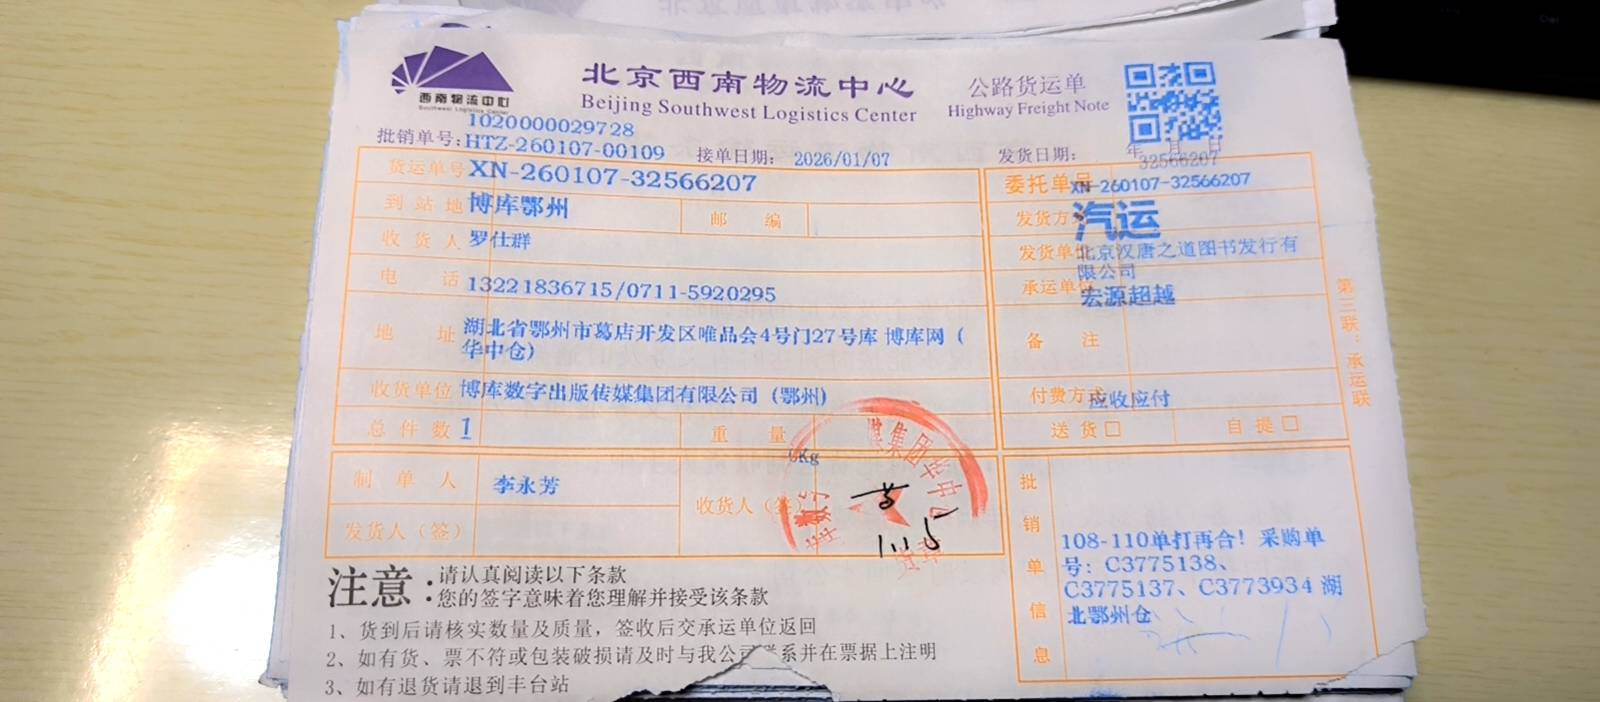 西南物流中心
Southwest Logistics Center
北京西南物流中心
Beijing Southwest Logistics Center
公路货运单
Highway Freight Note
1020000029728
批销单号:HTZ-260107-00109
接单日期: 2026/01/07
发货日期: 年 月 日
32566207
货运单号 XN-260107-32566207
委托单号 XN-260107-32566207
到站地 博库鄂州
邮 编
发货方式 汽运
收货人 罗仕群
发货单位 北京汉唐之道图书发行有
限公司
电 话 13221836715/0711-5920295
承运单位 宏源超越
地 址 湖北省鄂州市葛店开发区唯品会4号门27号库 博库网（
华中仓）
备 注
收货单位 博库数字出版传媒集团有限公司（鄂州）
付费方式 应收应付
总件数 1
重 量
Kg
送货□
自提□
制单人 李永芳
收货人（签）
发货人（签）
1.15
批销单信息
108-110单打再合！采购单
号：C3775138、
C3775137、C3773934 湖
北鄂州仓
第三联：承运联
注意：
请认真阅读以下条款
您的签字意味着您理解并接受该条款
1、货到后请核实数量及质量，签收后交承运单位返回
2、如有货、票不符或包装破损请及时与我公司联系并在票据上注明
3、如有退货请退到丰台站